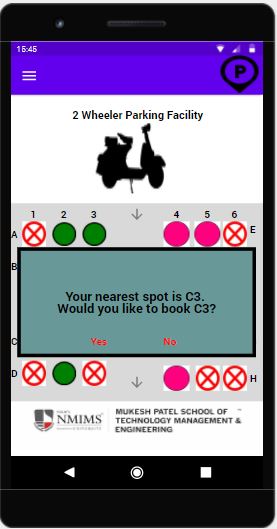 15:45
P
2 Wheeler Parking Facility
1 2 3 4 5 6
A E
B
Your nearest spot is C3.
Would you like to book C3?
Yes No
C
D H
NMIMS
MUKESH PATEL SCHOOL OF
TECHNOLOGY MANAGEMENT &
ENGINEERING